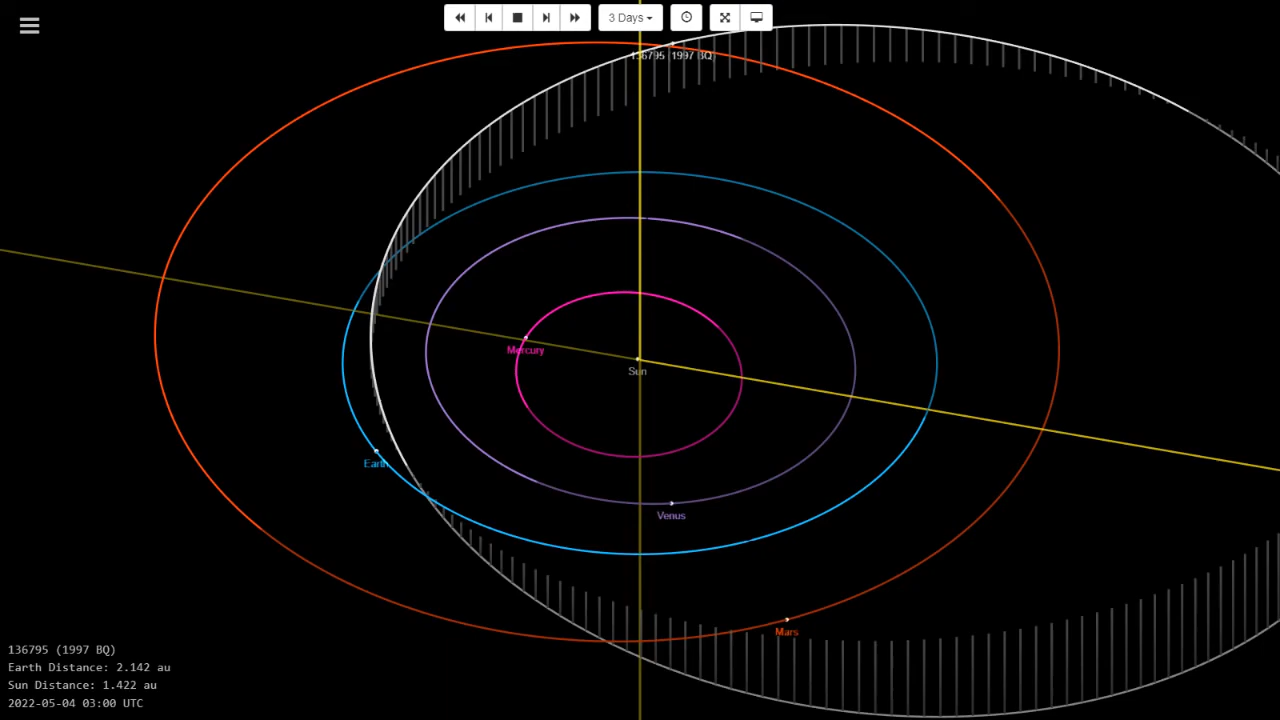 3 Days
136795 (1997 BQ)
Mercury
Sun
Earth
Venus
Mars
136795 (1997 BQ)
Earth Distance: 2.142 au
Sun Distance: 1.422 au
2022-05-04 03:00 UTC